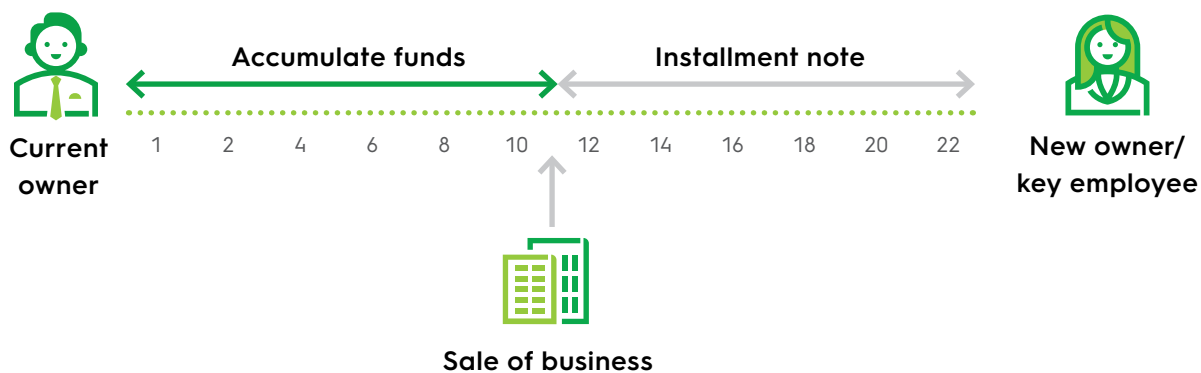 Accumulate funds
Installment note
Current
owner
1 2 4 6 8 10 12 14 16 18 20 22
New owner/
key employee
Sale of business